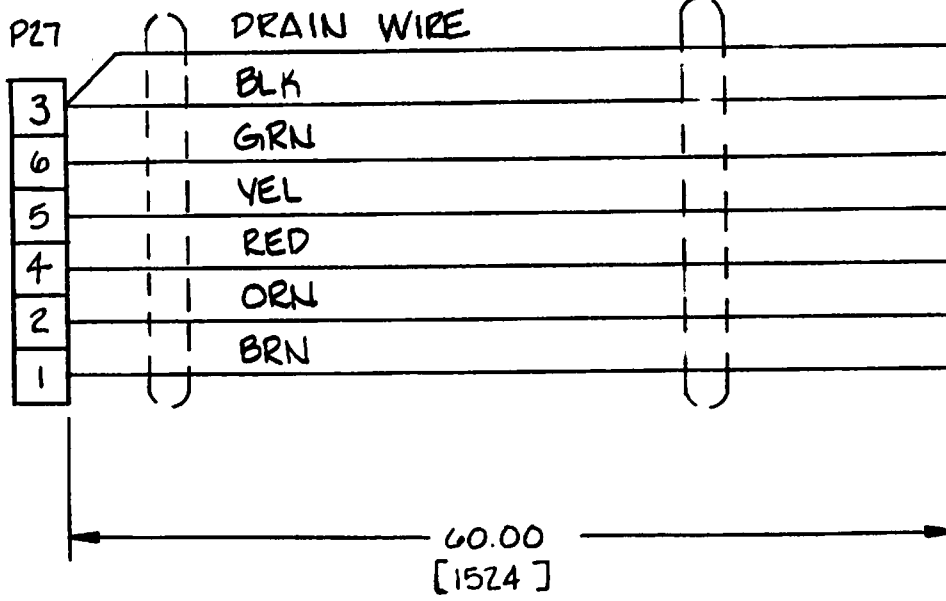 P27 DRAIN WIRE
3 BLK
6 GRN
5 YEL
4 RED
2 ORN
1 BRN
60.00
[1524]